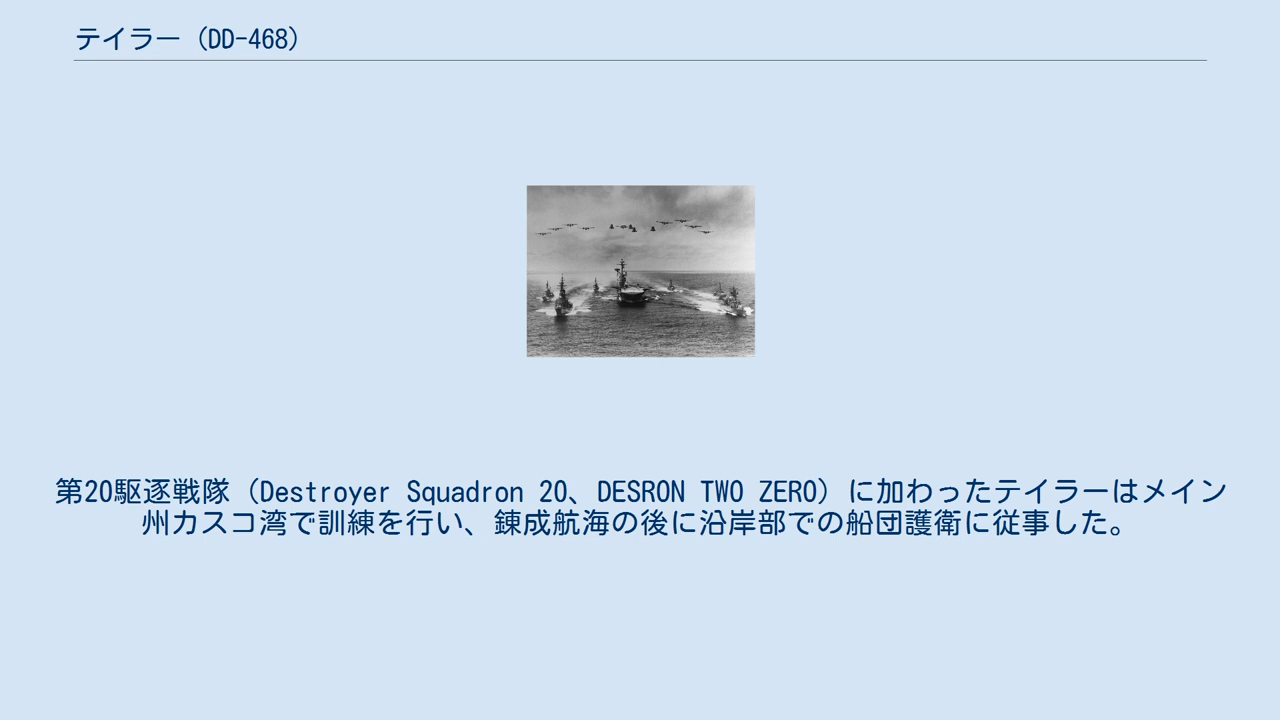 テイラー（DD-468）
第20駆逐戦隊（Destroyer Squadron 20、DESRON TWO ZERO）に加わったテイラーはメイン
州カスコ湾で訓練を行い、錬成航海の後に沿岸部での船団護衛に従事した。